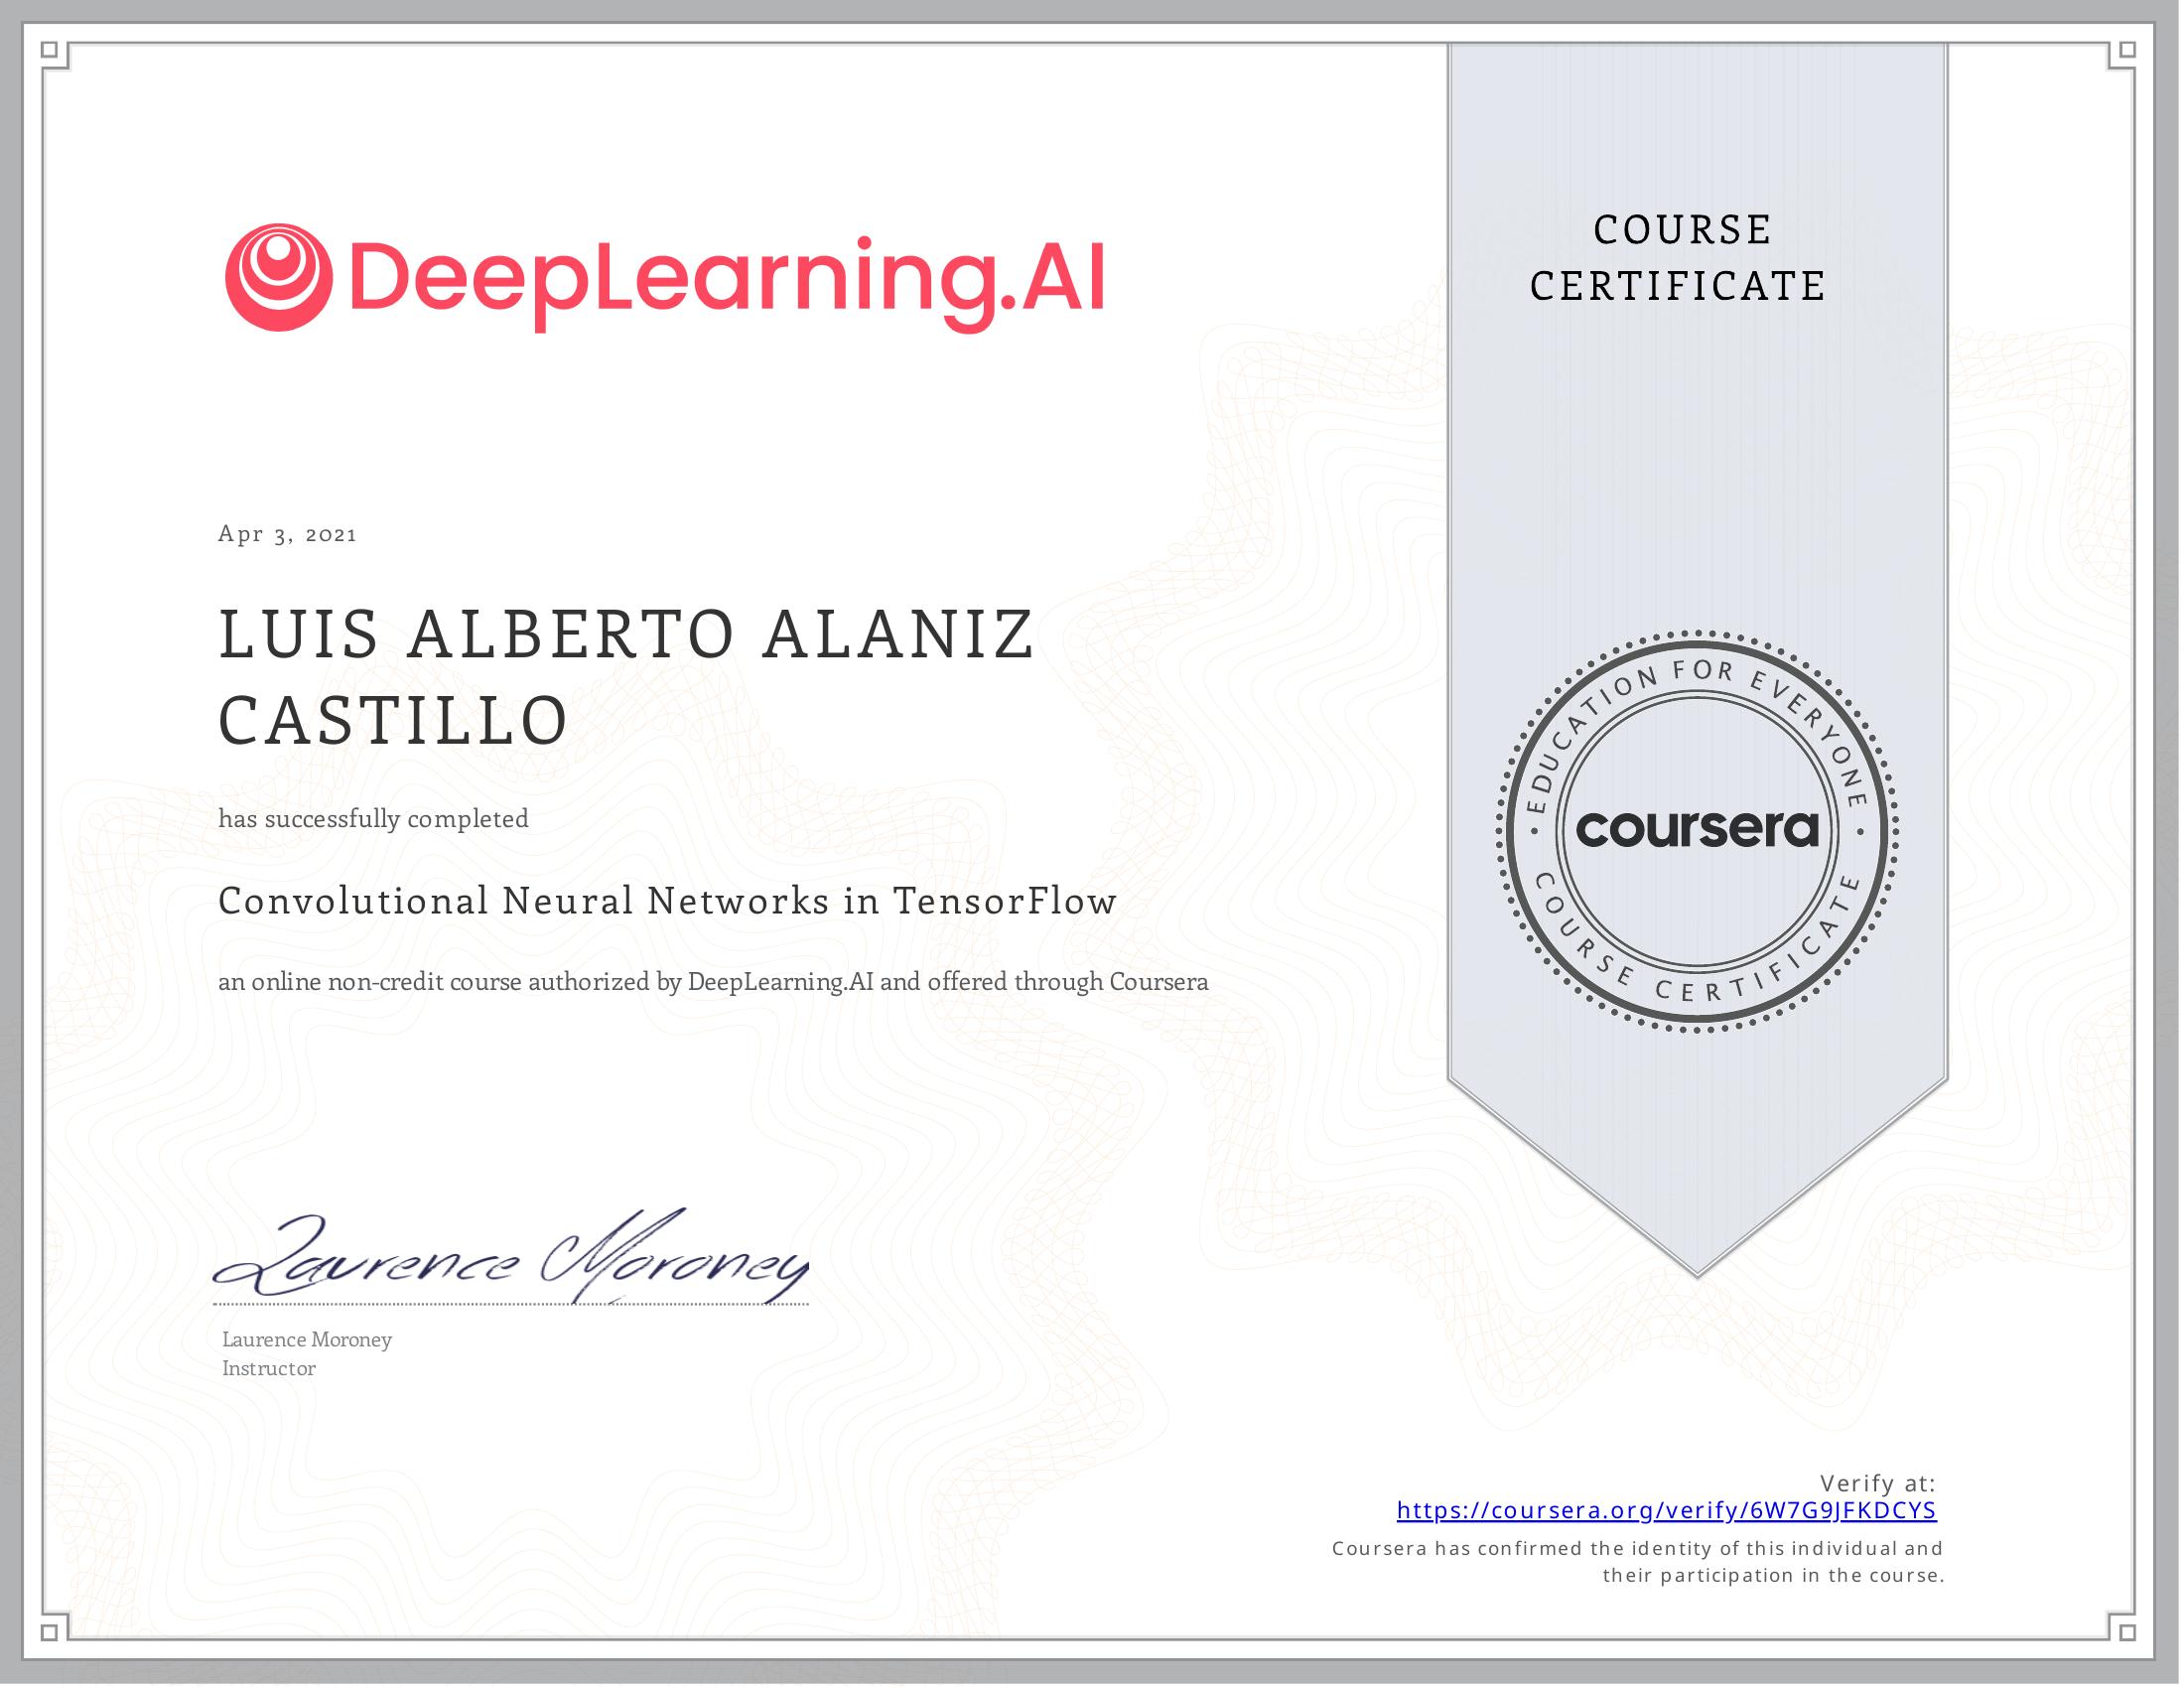 DeepLearning.AI
COURSE
CERTIFICATE
Apr 3, 2021
LUIS ALBERTO ALANIZ
CASTILLO
has successfully completed
Convolutional Neural Networks in TensorFlow
an online non-credit course authorized by DeepLearning.AI and offered through Coursera
EDUCATION FOR EVERYONE
coursera
COURSE CERTIFICATE
Laurence Moroney
Laurence Moroney
Instructor
Verify at:
https://coursera.org/verify/6W7G9JFKDCYS
Coursera has confirmed the identity of this individual and
their participation in the course.